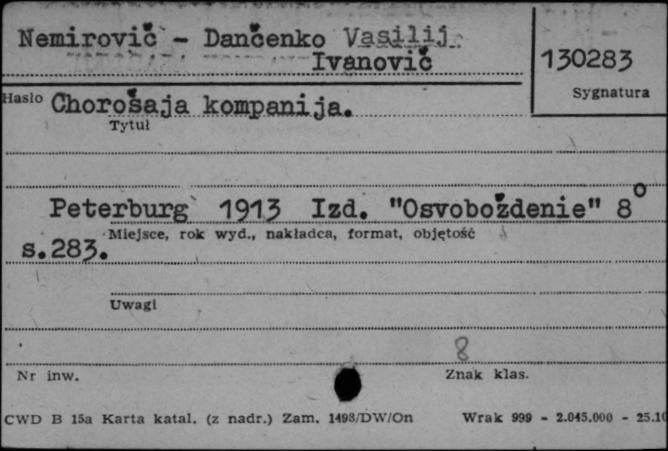 Nemirovič - Dančenko Vasilij
Ivanovič
130283
Sygnatura
Hasło Chorošaja kompanija.
Tytuł
Peterburg 1913 Izd. "Osvoboždenie" 8°
Miejsce, rok wyd., nakładca, format, objętość
s.283.
Uwagi
8
Nr inw.
Znak klas.
CWD B 15a Karta katal. (z nadr.) Zam. 1498/DW/On Wrak 999 - 2.045.000 - 25.10